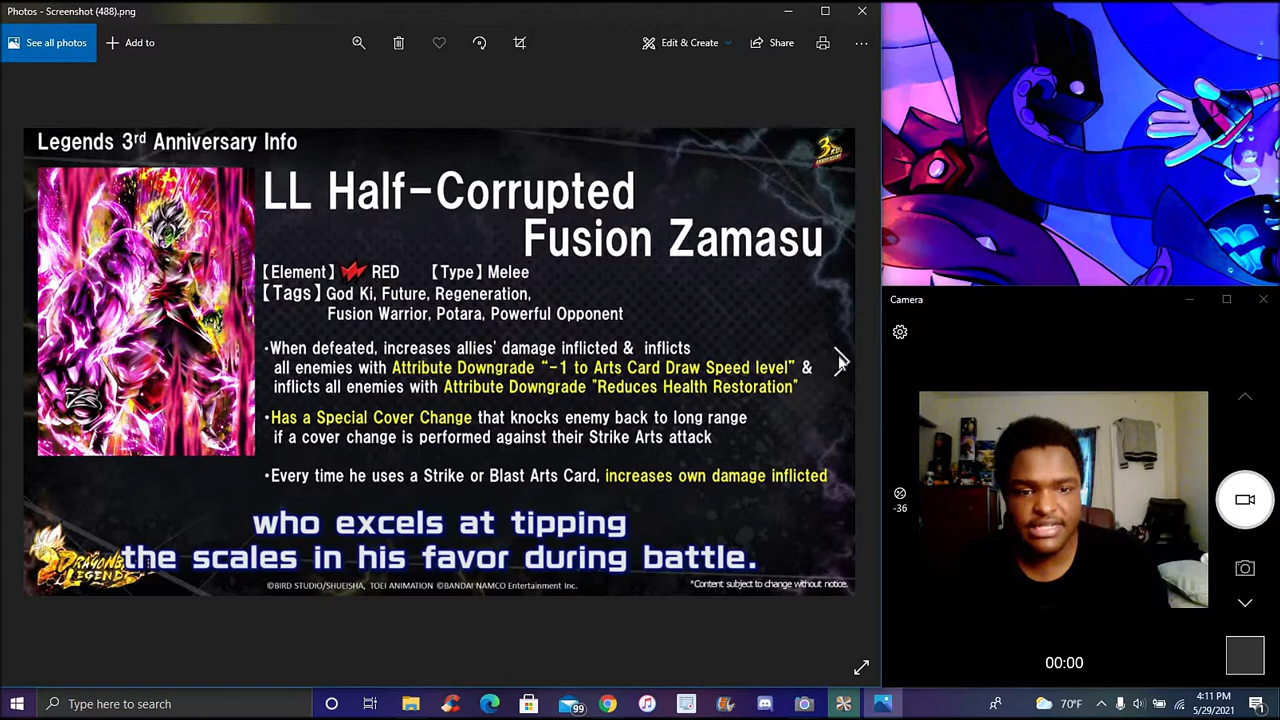 Photos - Screenshot (488).png
See all photos
Add to
Edit & Create
Share
Legends 3rd Anniversary Info
3RD
ANNIVERSARY
LL Half-Corrupted
Fusion Zamasu
【Element】 RED 【Type】 Melee
【Tags】 God Ki, Future, Regeneration,
Fusion Warrior, Potara, Powerful Opponent
・When defeated, increases allies' damage inflicted & inflicts
all enemies with Attribute Downgrade “-1 to Arts Card Draw Speed level” &
inflicts all enemies with Attribute Downgrade "Reduces Health Restoration"
・Has a Special Cover Change that knocks enemy back to long range
if a cover change is performed against their Strike Arts attack
・Every time he uses a Strike or Blast Arts Card, increases own damage inflicted
who excels at tipping
the scales in his favor during battle.
DRAGONB
LEGEND
©BIRD STUDIO/SHUEISHA, TOEI ANIMATION ©BANDAI NAMCO Entertainment Inc.
*Content subject to change without notice.
Camera
-36
00:00
Type here to search
99
70°F
4:11 PM
5/29/2021
1